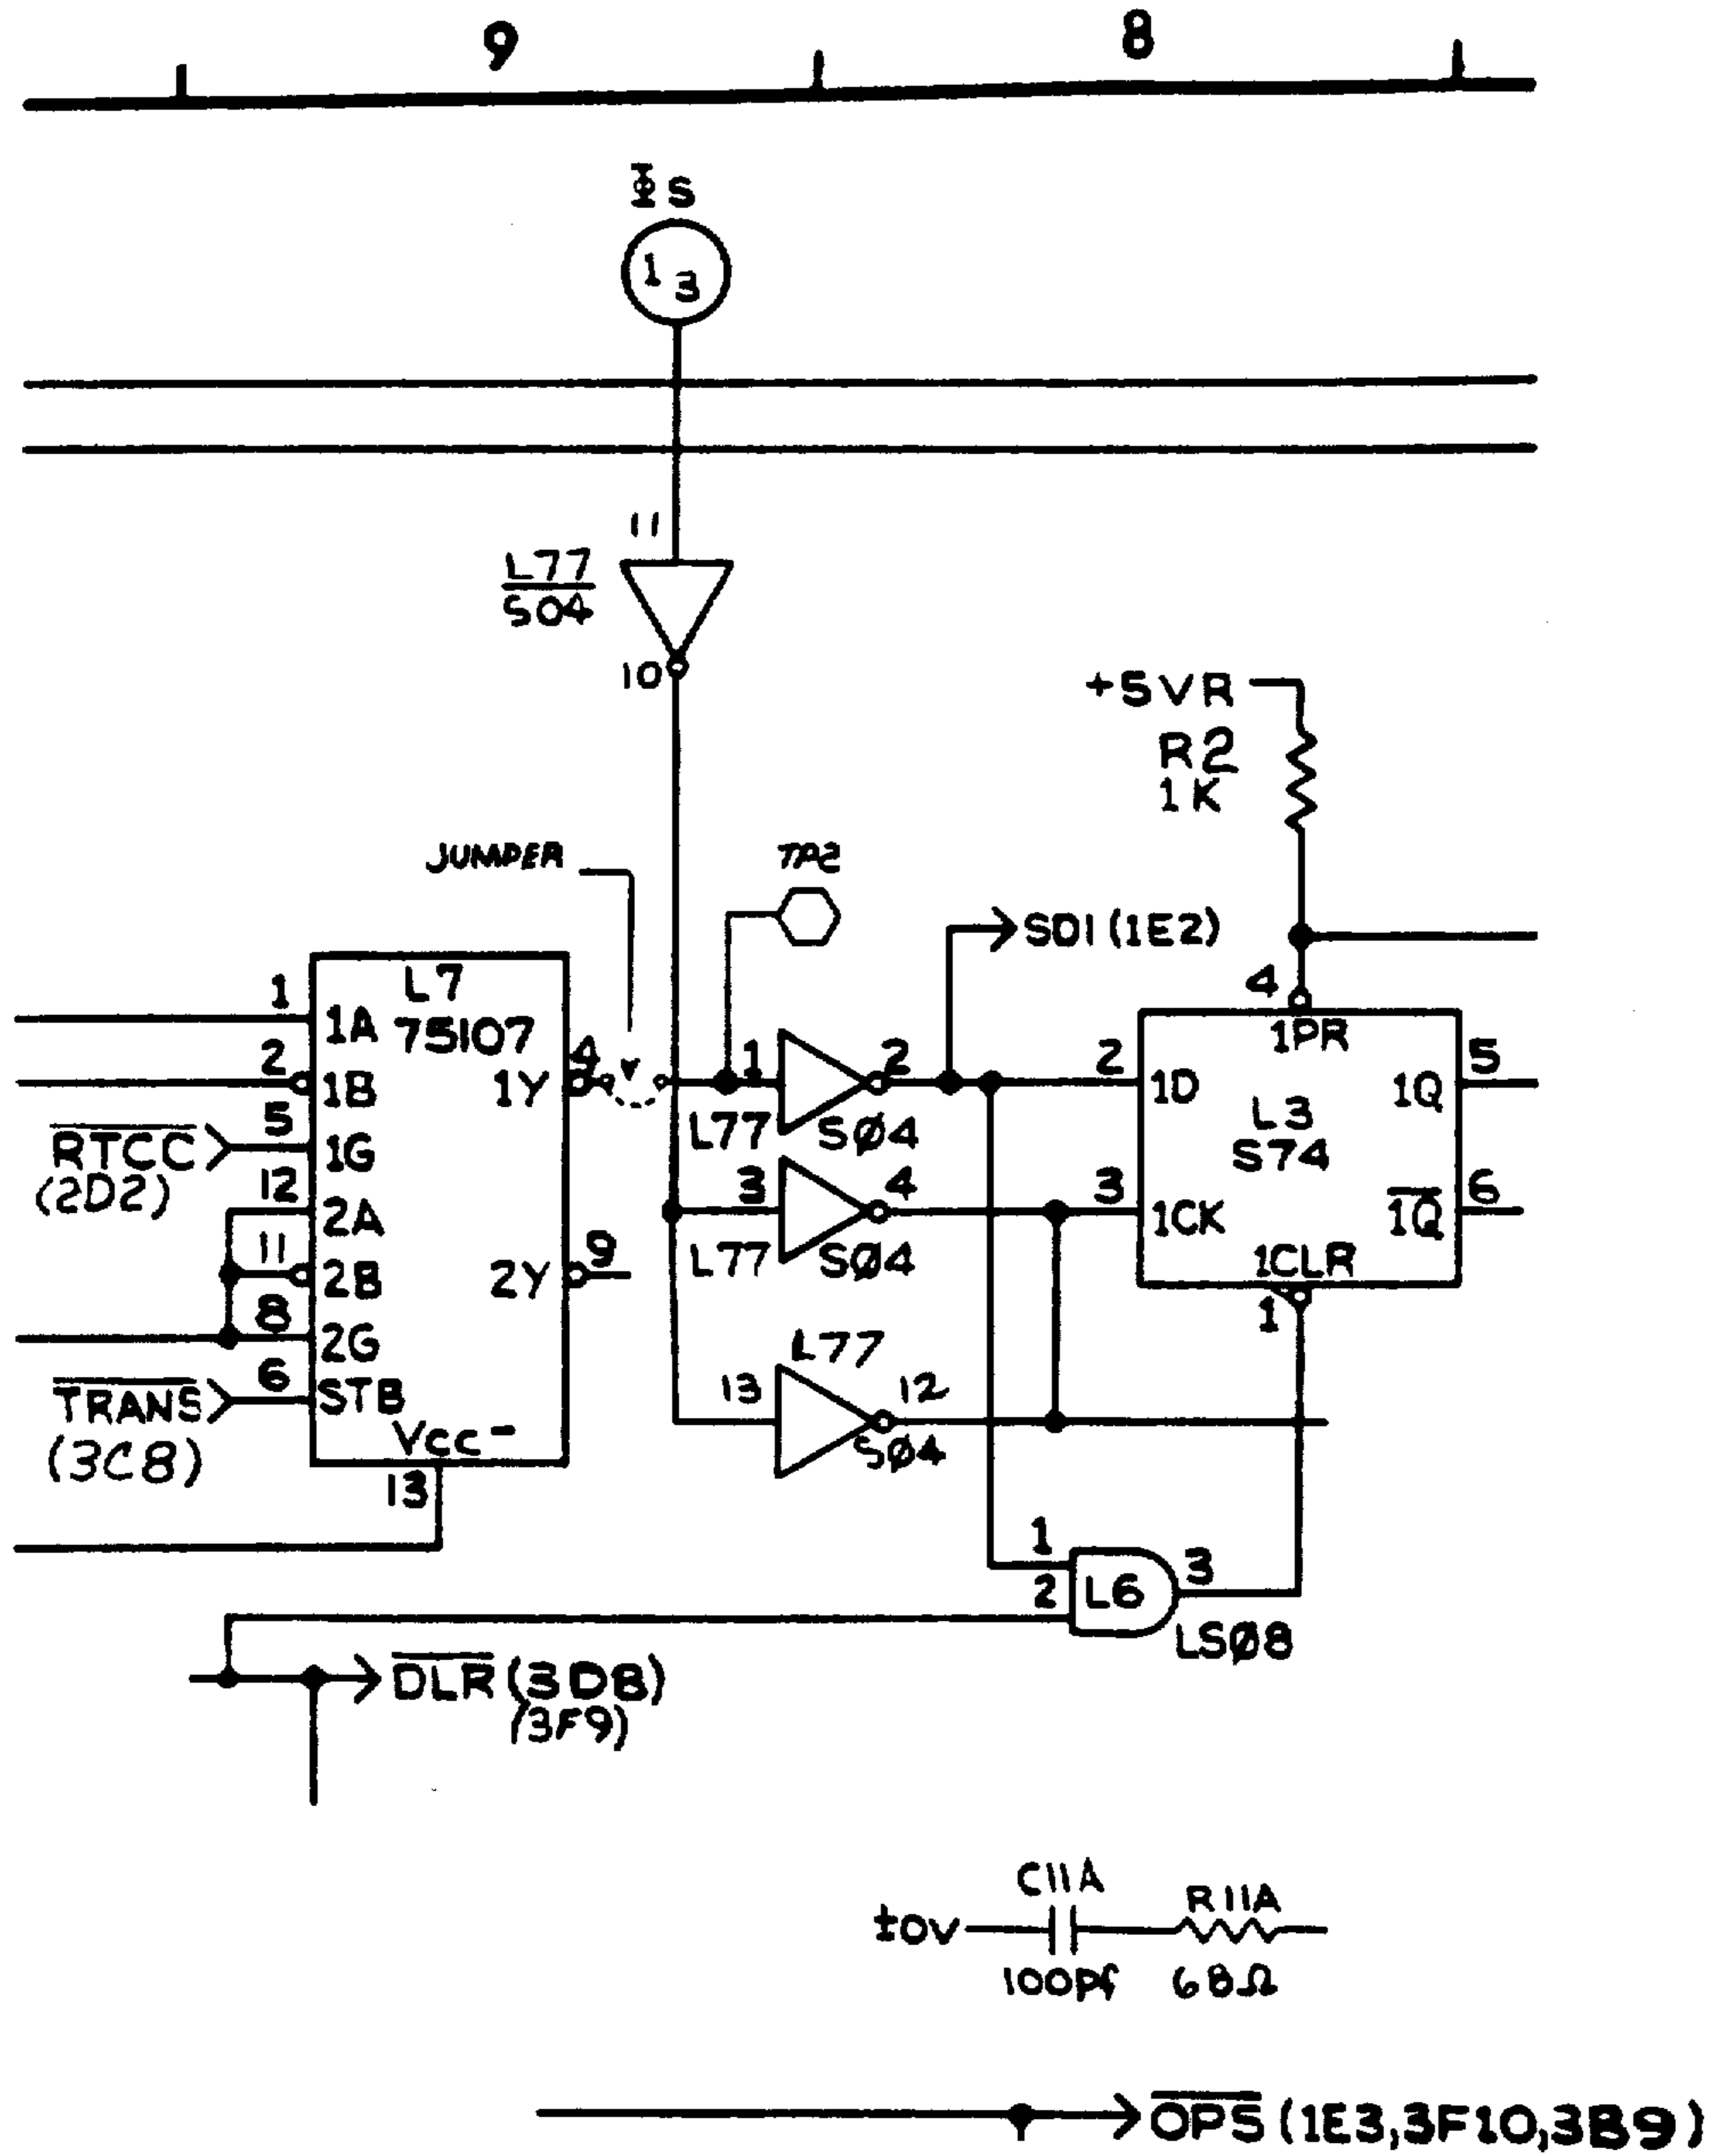 9 8
ΦS
1 3
11
L77
S04
10
+5VR
R2
1K
JUMPER
TP2
SDI (1E2)
L7
75107
1 1A
2 1B
5 1G
12 2A
11 2B
8 2G
6 STB
1Y 4
2Y 9
Vcc-
13
RTCC
(2D2)
TRANS
(3C8)
1 2
L77 SØ4
3 4
L77 SØ4
L77
13 12
SØ4
4
1PR
2 1D 1Q 5
L3
S74
3 1CK 1Q 6
1CLR
1
1
2 L6 3
LSØ8
DLR (3D8)
(3F9)
C11A R11A
±0V
100pf 68Ω
OPS (1E3,3F10,3B9)